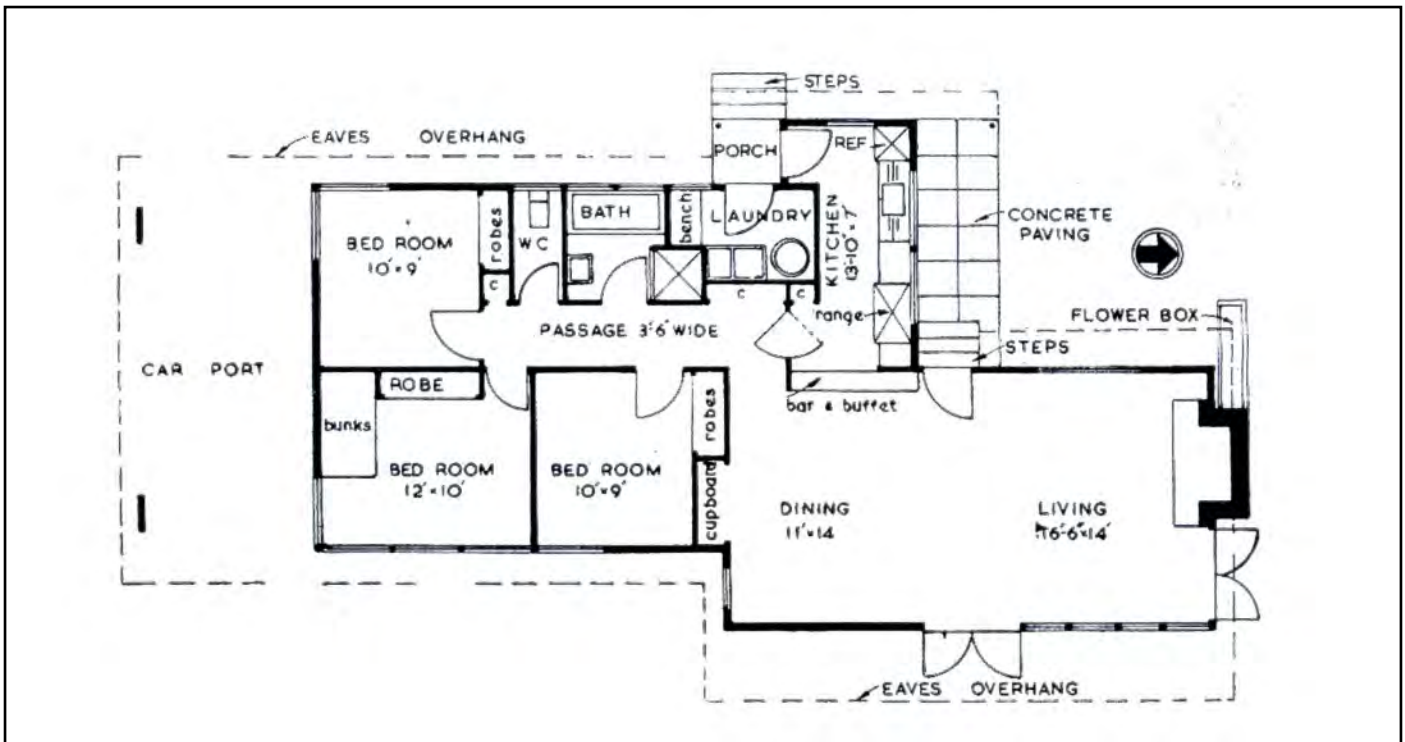 STEPS
EAVES OVERHANG
PORCH
REF
BED ROOM
10'×9'
robes
WC
BATH
bench
LAUNDRY
KITCHEN
13'-10"×7'
CONCRETE
PAVING
c
c
c
PASSAGE 3'6" WIDE
range
FLOWER BOX
STEPS
CAR PORT
ROBE
bunks
bar & buffet
robes
BED ROOM
12'×10'
BED ROOM
10'×9'
cupboard
DINING
11'×14
LIVING
16'-6"×14'
EAVES OVERHANG